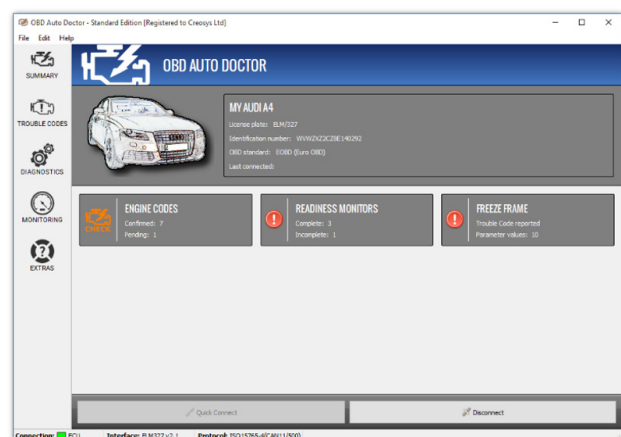 OBD Auto Doctor - Standard Edition [Registered to Creosys Ltd]
File Edit Help
SUMMARY
OBD AUTO DOCTOR
TROUBLE CODES
MY AUDI A4
License plate: ELM/327
Identification number: WVWZXZ3CZBE140292
OBD standard: EOBD (Euro OBD)
Last connected:
DIAGNOSTICS
MONITORING
EXTRAS
CHECK
ENGINE CODES
Confirmed: 7
Pending: 1
READINESS MONITORS
Complete: 3
Incomplete: 1
FREEZE FRAME
Trouble Code reported
Parameter values: 10
Quick Connect
Disconnect
Connection: ECU Interface: ELM327 v2.1 Protocol: ISO15765-4(CAN11/500)